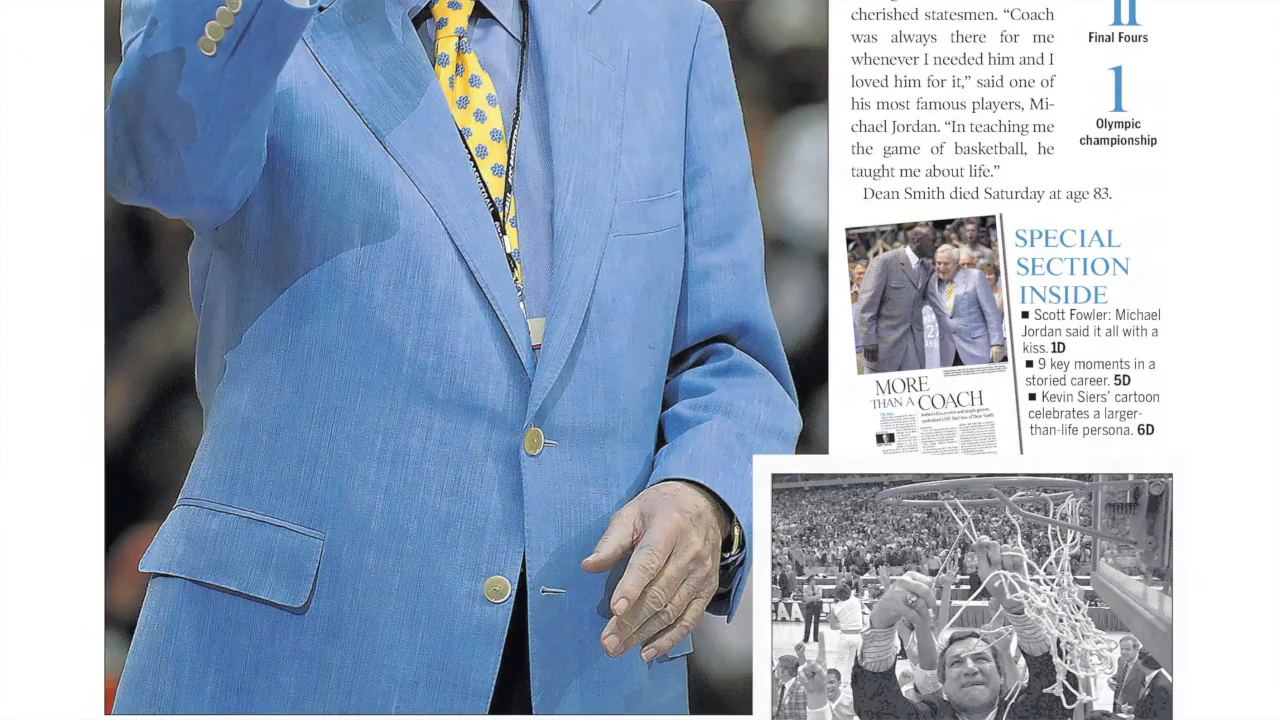 cherished statesmen. “Coach
was always there for me
whenever I needed him and I
loved him for it,” said one of
his most famous players, Mi-
chael Jordan. “In teaching me
the game of basketball, he
taught me about life.”
Dean Smith died Saturday at age 83.
11
Final Fours
1
Olympic
championship
SPECIAL
SECTION
INSIDE
■ Scott Fowler: Michael
Jordan said it all with a
kiss. 1D
■ 9 key moments in a
storied career. 5D
■ Kevin Siers’ cartoon
celebrates a larger-
than-life persona. 6D
MORE
THAN A COACH